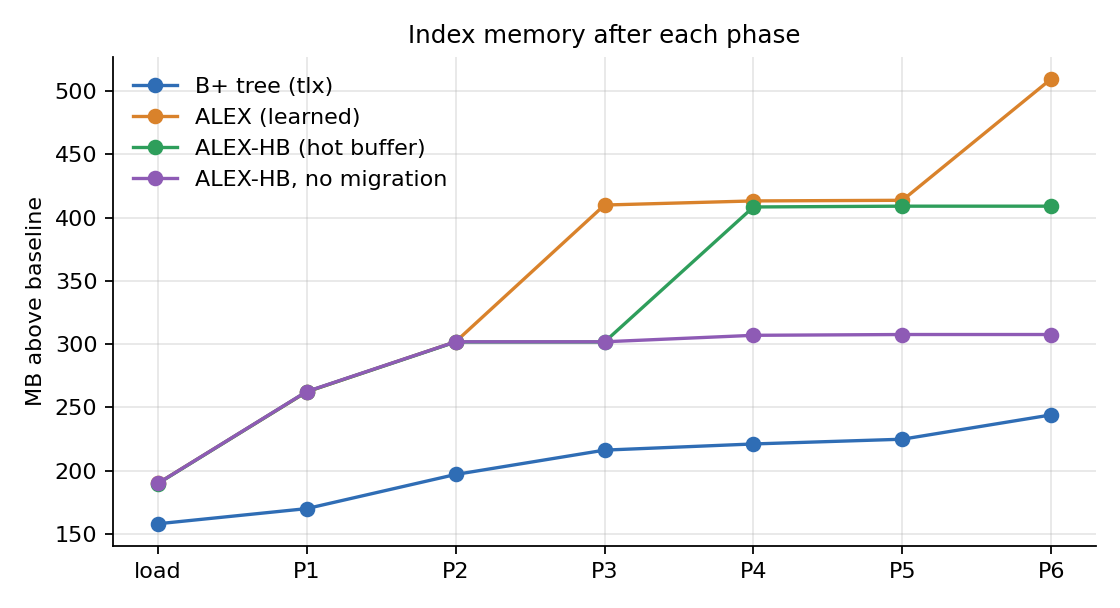 Index memory after each phase
B+ tree (tlx)
ALEX (learned)
ALEX-HB (hot buffer)
ALEX-HB, no migration
MB above baseline
500
450
400
350
300
250
200
150
load P1 P2 P3 P4 P5 P6